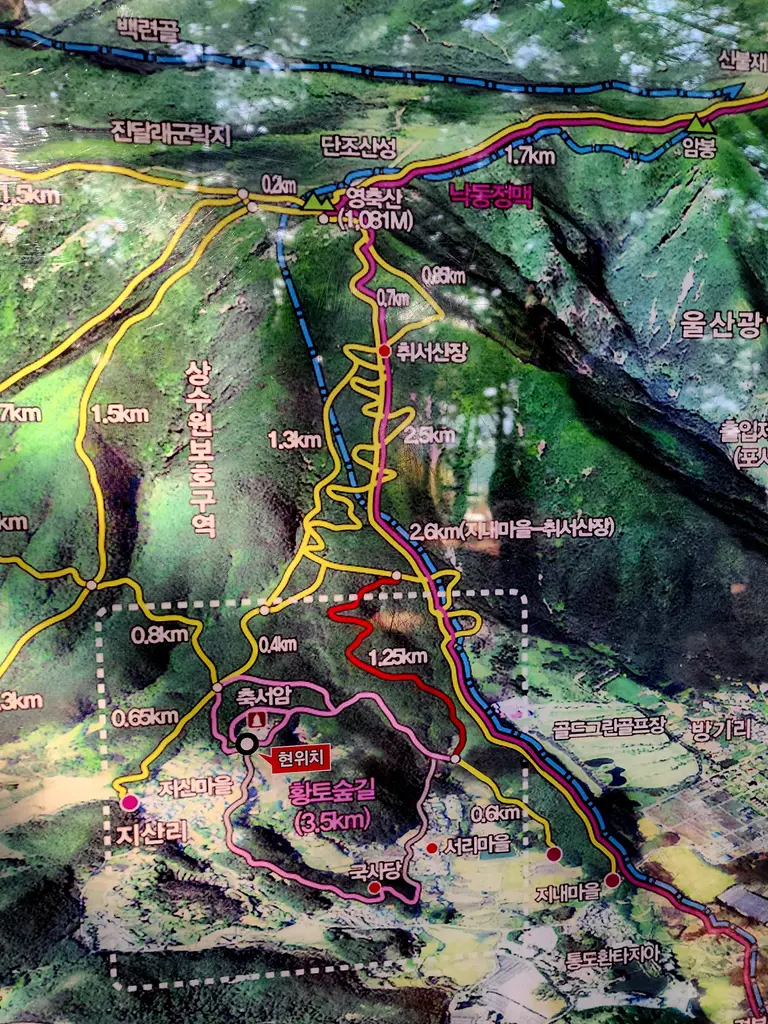 백련골
신불재
진달래군락지
단조산성
1.7km
암봉
1.5km
0.2km
영축산
(1,081M)
낙동정맥
0.85km
0.7km
울산광
취서산장
상수원보호구역
7km
1.5km
1.3km
2.5km
출입
km
2.6km(지내마을-취서산장)
0.8km
0.4km
1.25km
.3km
0.65km
축서암
골드그린골프장
방기리
현위치
지산마을
황토숲길
(3.5km)
지산리
0.6km
서리마을
국사당
지내마을
통도환타지아